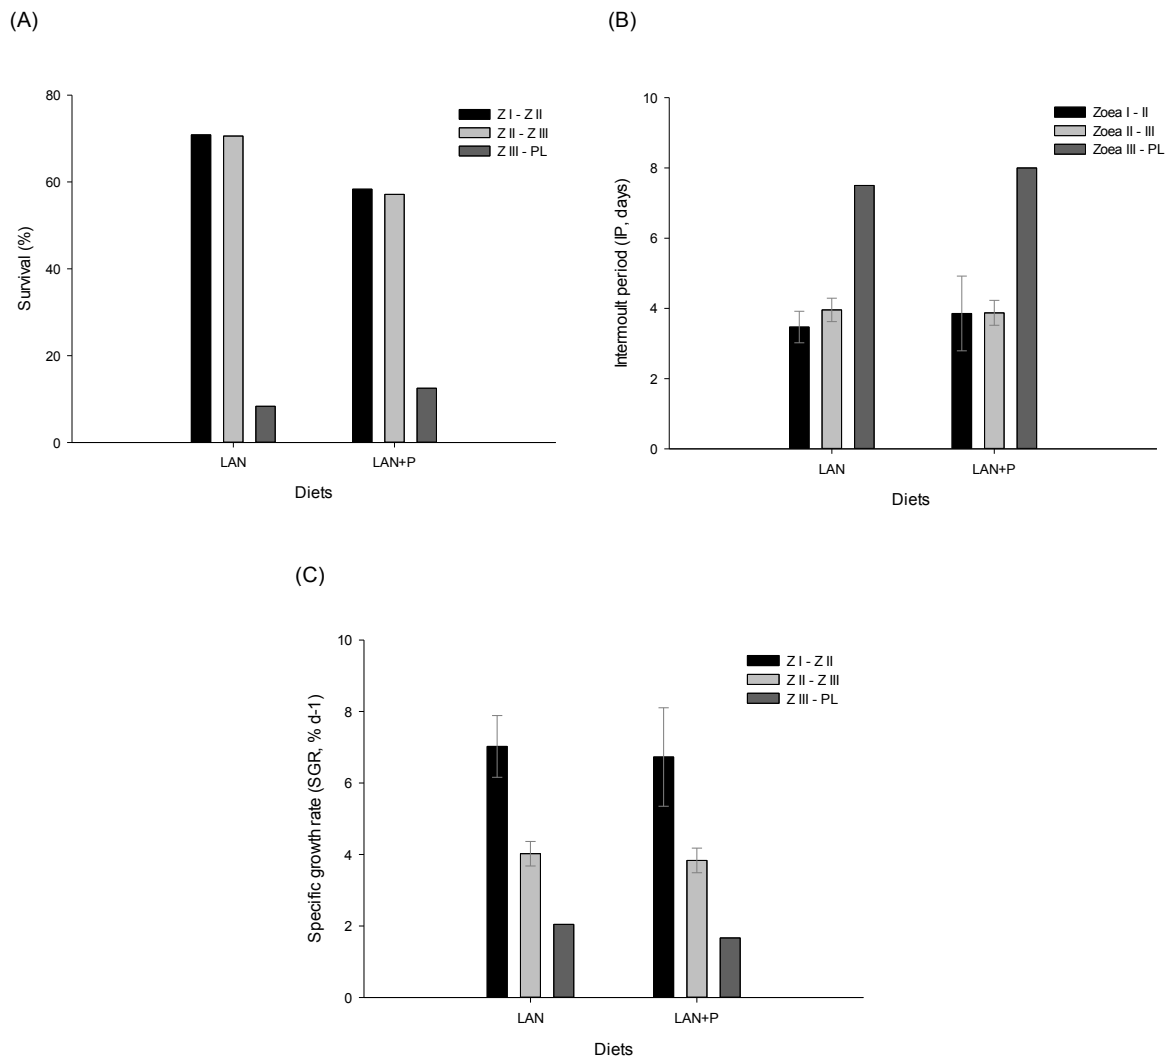 (A)
80
60
40
20
0
Survival (%)
Z I - Z II
Z II - Z III
Z III - PL
LAN
LAN+P
Diets
(B)
10
8
6
4
2
0
Intermoult period (IP, days)
Zoea I - II
Zoea II - III
Zoea III - PL
LAN
LAN+P
Diets
(C)
10
8
6
4
2
0
Specific growth rate (SGR, % d-1)
Z I - Z II
Z II - Z III
Z III - PL
LAN
LAN+P
Diets